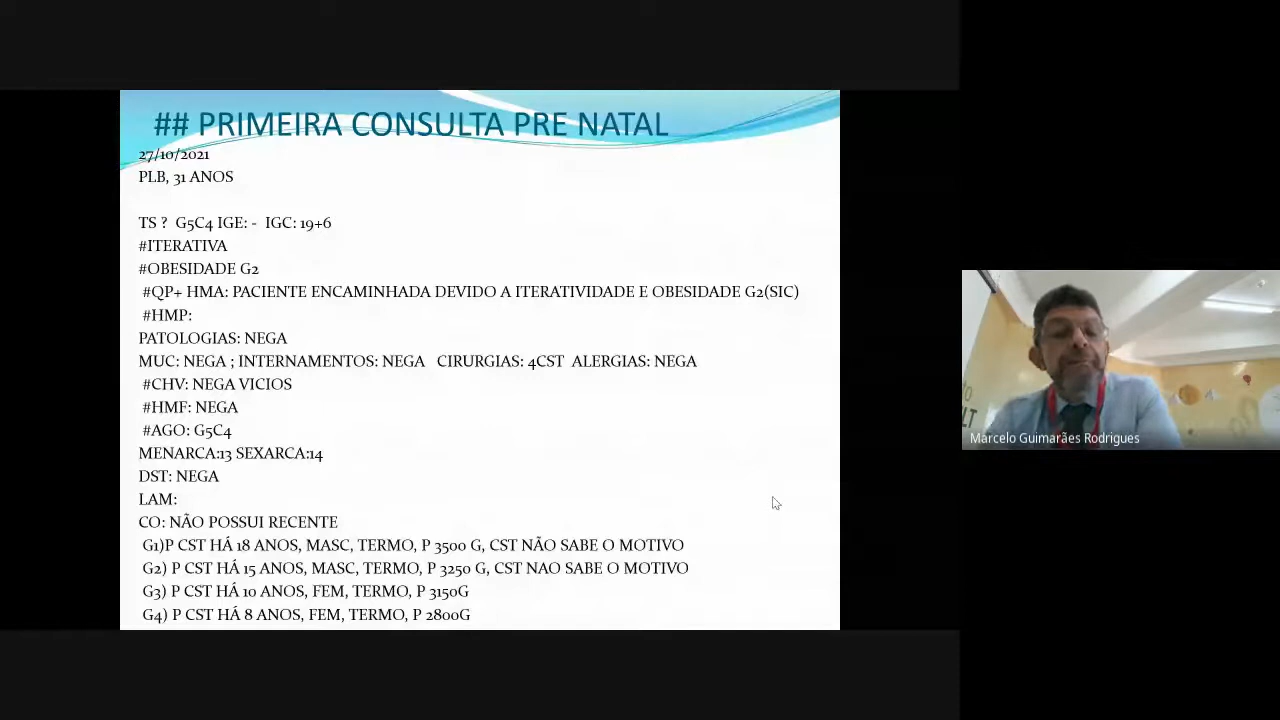 ## PRIMEIRA CONSULTA PRE NATAL
27/10/2021
PLB, 31 ANOS
TS ? G5C4 IGE: - IGC: 19+6
#ITERATIVA
#OBESIDADE G2
#QP+ HMA: PACIENTE ENCAMINHADA DEVIDO A ITERATIVIDADE E OBESIDADE G2(SIC)
#HMP:
PATOLOGIAS: NEGA
MUC: NEGA ; INTERNAMENTOS: NEGA CIRURGIAS: 4CST ALERGIAS: NEGA
#CHV: NEGA VICIOS
#HMF: NEGA
#AGO: G5C4
MENARCA:13 SEXARCA:14
DST: NEGA
LAM:
CO: NÃO POSSUI RECENTE
G1)P CST HÁ 18 ANOS, MASC, TERMO, P 3500 G, CST NÃO SABE O MOTIVO
G2) P CST HÁ 15 ANOS, MASC, TERMO, P 3250 G, CST NAO SABE O MOTIVO
G3) P CST HÁ 10 ANOS, FEM, TERMO, P 3150G
G4) P CST HÁ 8 ANOS, FEM, TERMO, P 2800G
Marcelo Guimarães Rodrigues